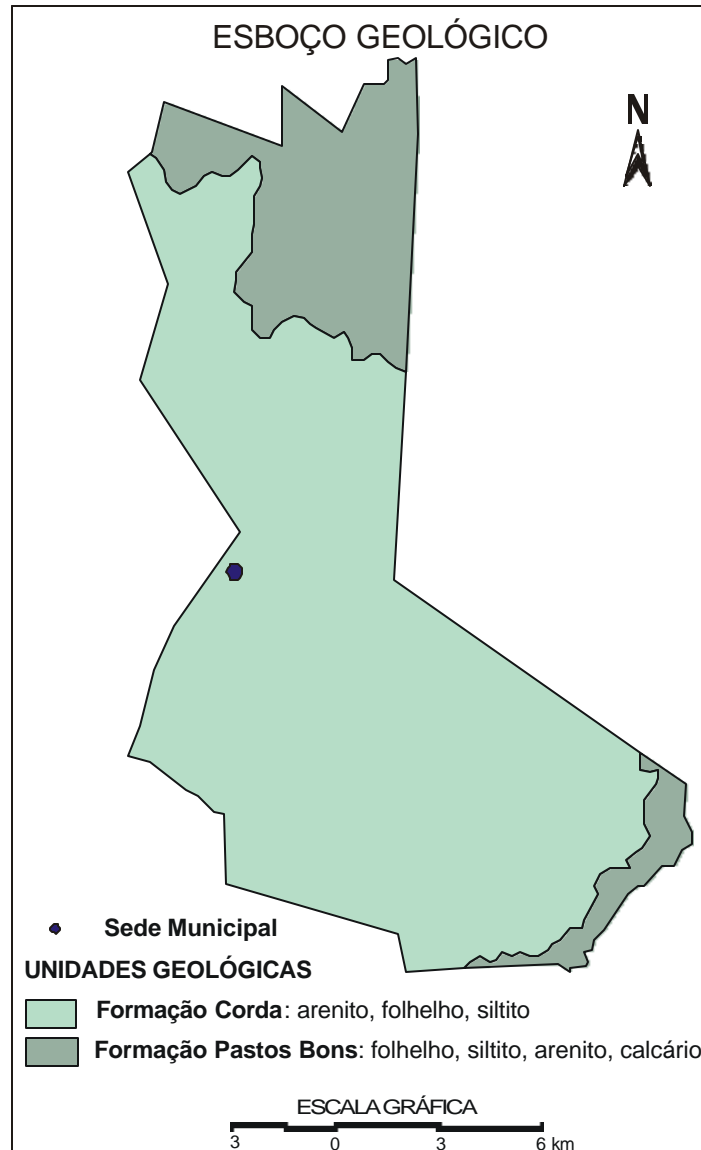 ESBOÇO GEOLÓGICO
N
Sede Municipal
UNIDADES GEOLÓGICAS
Formação Corda: arenito, folhelho, siltito
Formação Pastos Bons: folhelho, siltito, arenito, calcário
ESCALA GRÁFICA
3 0 3 6 km